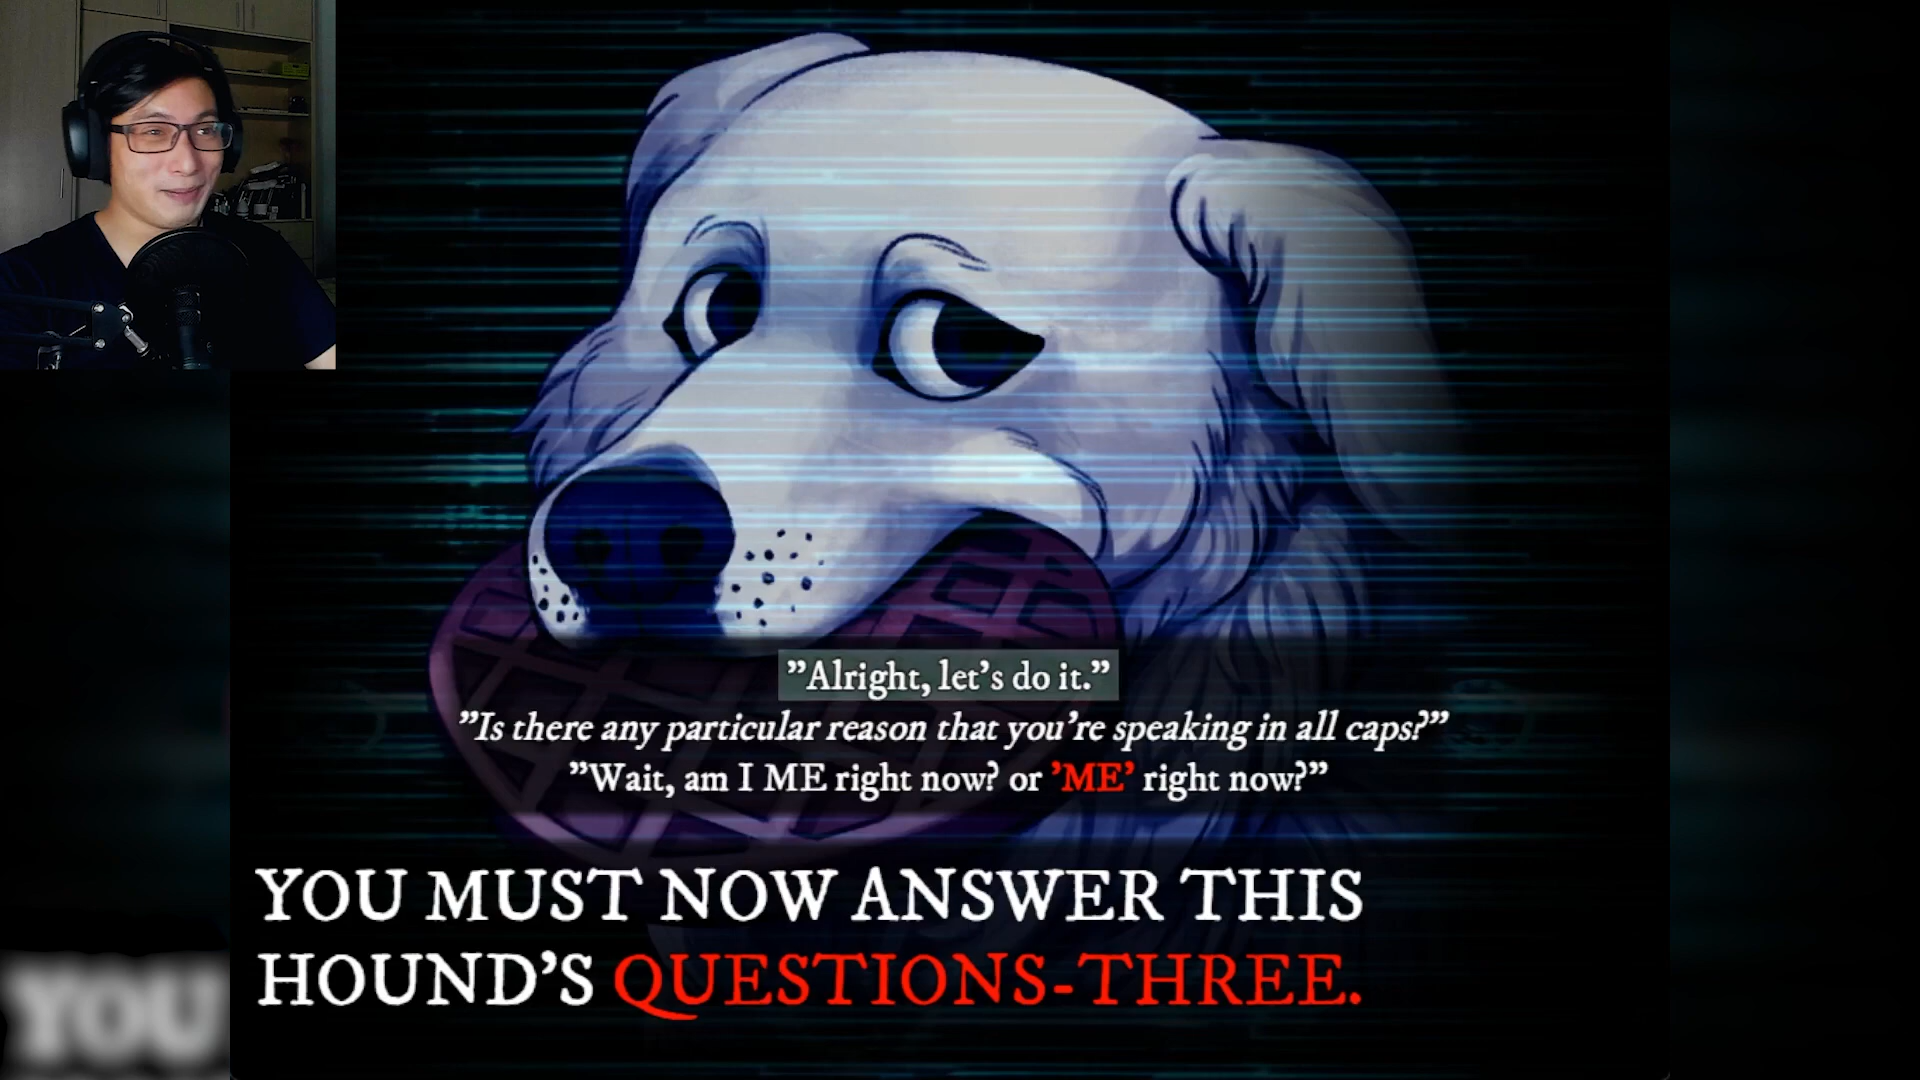 ”Alright, let’s do it.”
”Is there any particular reason that you’re speaking in all caps?”
”Wait, am I ME right now? or ’ME’ right now?”
YOU MUST NOW ANSWER THIS
HOUND’S QUESTIONS-THREE.
YOU